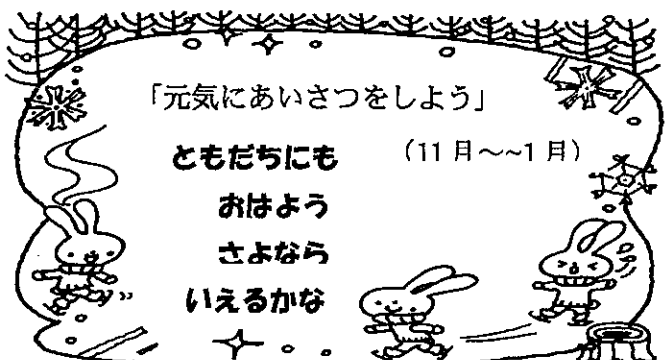 「元気にあいさつをしよう」
(11月～~1月)
ともだちにも
おはよう
さよなら
いえるかな